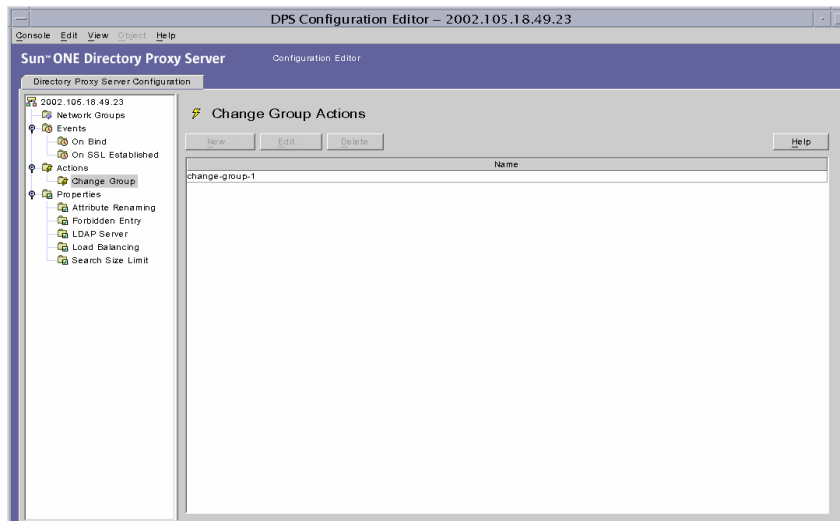 DPS Configuration Editor – 2002.105.18.49.23
Console Edit View Object Help
Sun™ ONE Directory Proxy Server Configuration Editor
Directory Proxy Server Configuration
2002.105.18.49.23
Network Groups
Events
On Bind
On SSL Established
Actions
Change Group
Properties
Attribute Renaming
Forbidden Entry
LDAP Server
Load Balancing
Search Size Limit
Change Group Actions
New... Edit... Delete Help
Name
change-group-1